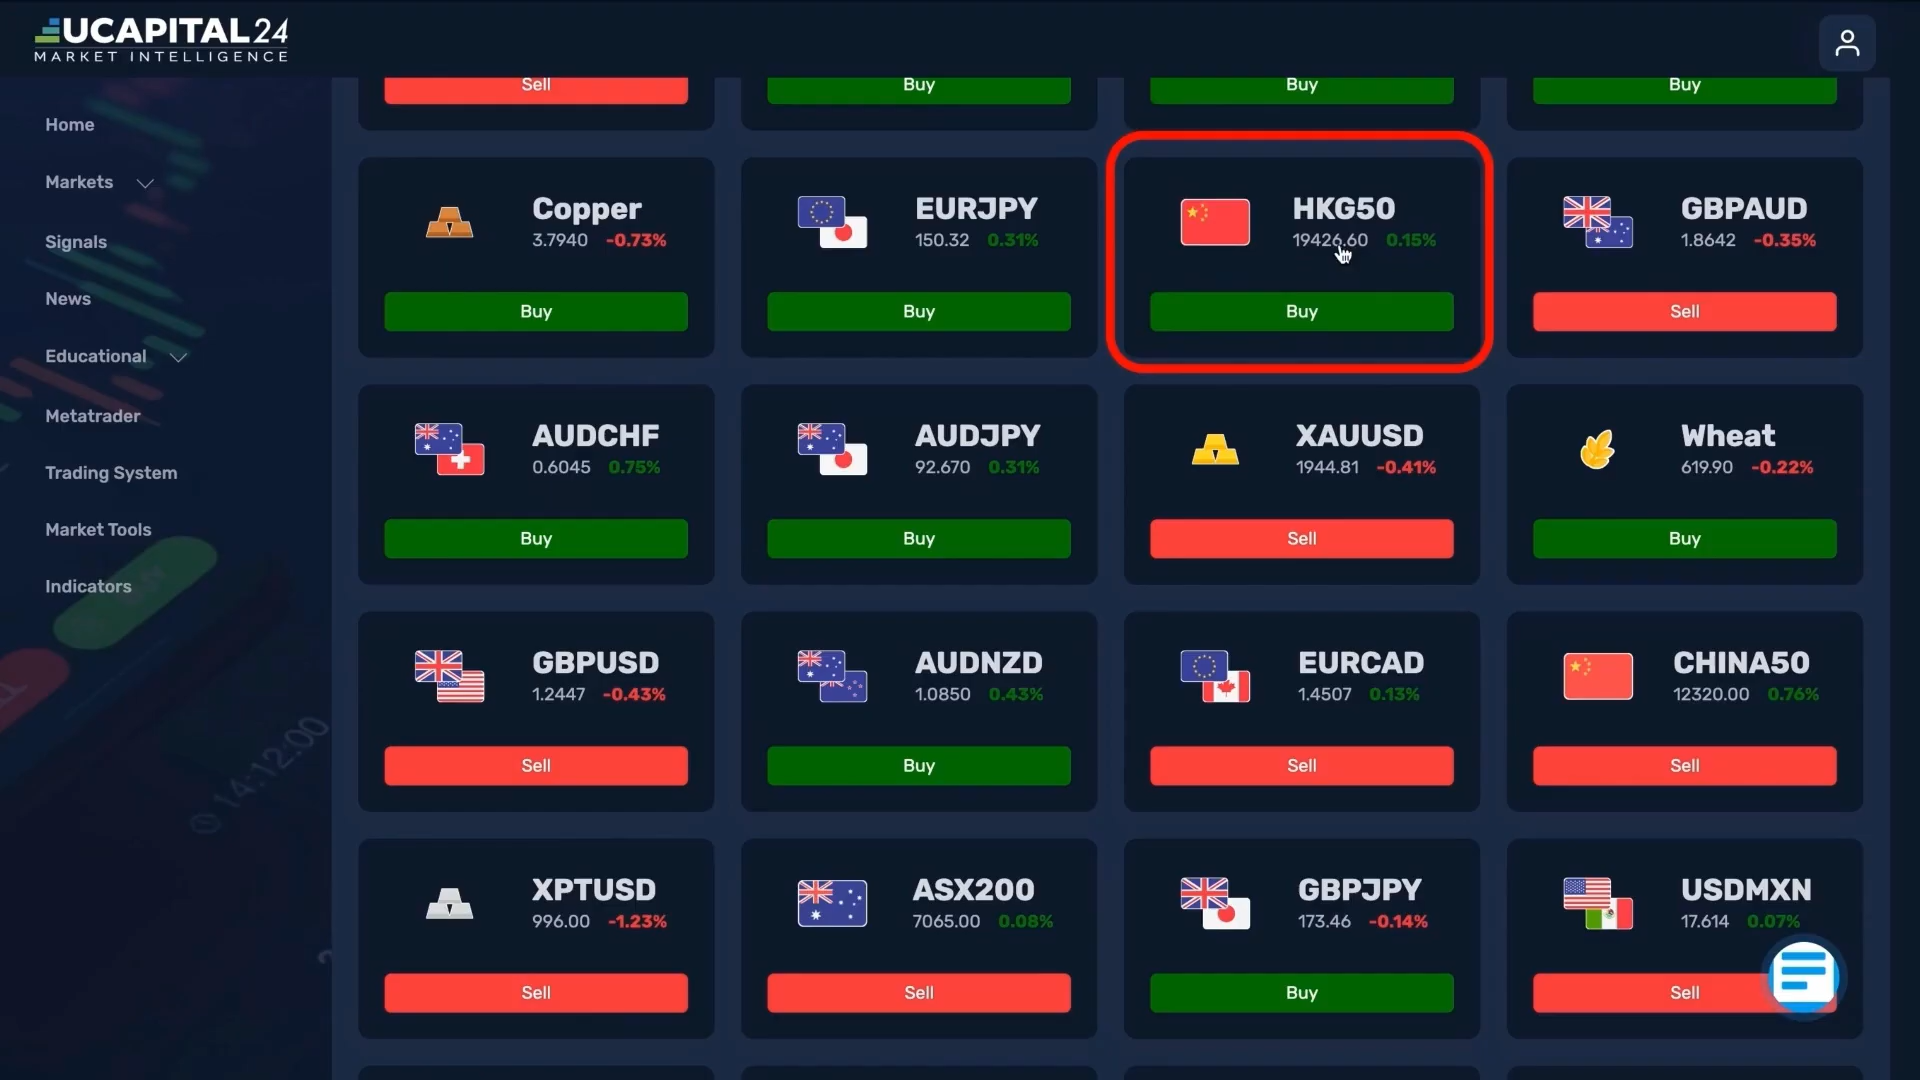 UCAPITAL24
MARKET INTELLIGENCE
Home
Markets
Signals
News
Educational
Metatrader
Trading System
Market Tools
Indicators
14:12:00
Sell
Buy
Buy
Buy
Copper
3.7940 -0.73%
Buy
EURJPY
150.32 0.31%
Buy
HKG50
19426.60 0.15%
Buy
GBPAUD
1.8642 -0.35%
Sell
AUDCHF
0.6045 0.75%
Buy
AUDJPY
92.670 0.31%
Buy
XAUUSD
1944.81 -0.41%
Sell
Wheat
619.90 -0.22%
Buy
GBPUSD
1.2447 -0.43%
Sell
AUDNZD
1.0850 0.43%
Buy
EURCAD
1.4507 0.13%
Sell
CHINA50
12320.00 0.76%
Sell
XPTUSD
996.00 -1.23%
Sell
ASX200
7065.00 0.08%
Sell
GBPJPY
173.46 -0.14%
Buy
USDMXN
17.614 0.07%
Sell